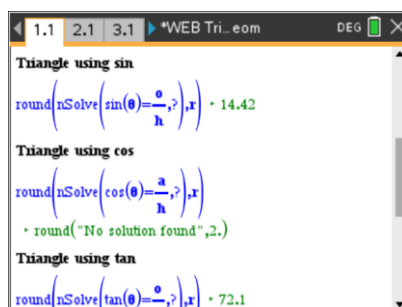 1.1 2.1 3.1 *WEB Tri…eom DEG
Triangle using sin
round(nSolve(sin(θ)=o/h,?),r) ▸ 14.42
Triangle using cos
round(nSolve(cos(θ)=a/h,?),r)
▸ round("No solution found",2.)
Triangle using tan
round(nSolve(tan(θ)=o/,?),r) ▸ 72.1